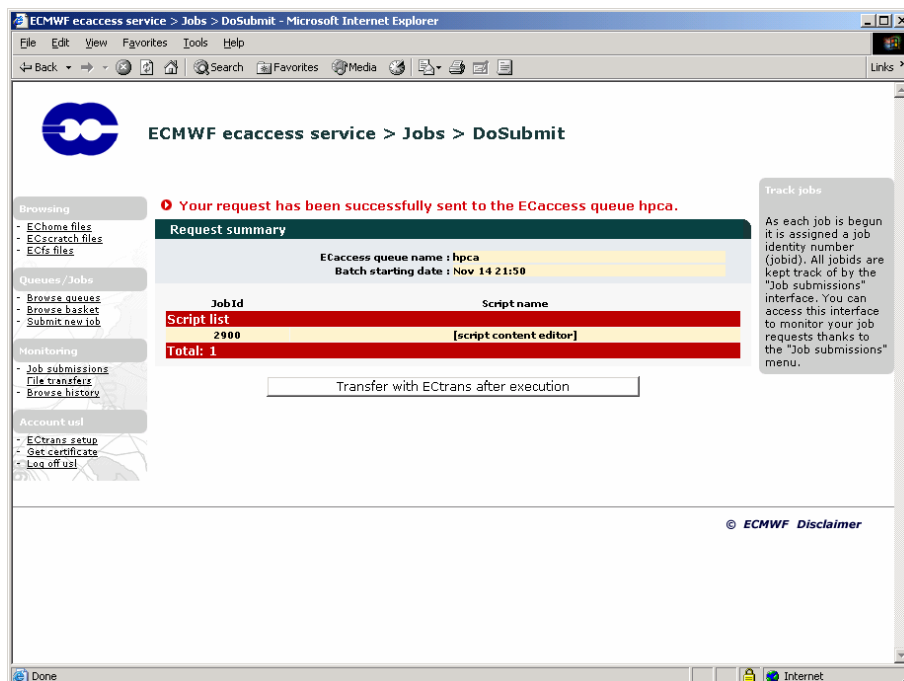 ECMWF ecaccess service > Jobs > DoSubmit - Microsoft Internet Explorer
File Edit View Favorites Tools Help
Back Search Favorites Media Links
ECMWF ecaccess service > Jobs > DoSubmit
Browsing
- EChome files
- ECscratch files
- ECfs files
Queues/Jobs
- Browse queues
- Browse basket
- Submit new job
Monitoring
- Job submissions
File transfers
- Browse history
Account usl
- ECtrans setup
- Get certificate
- Log off usl
Your request has been successfully sent to the ECaccess queue hpca.
Request summary
ECaccess queue name : hpca
Batch starting date : Nov 14 21:50
JobId Script name
Script list
2900 [script content editor]
Total: 1
Transfer with ECtrans after execution
Track jobs
As each job is begun
it is assigned a job
identity number
(jobid). All jobids are
kept track of by the
"Job submissions"
interface. You can
access this interface
to monitor your job
requests thanks to
the "Job submissions"
menu.
© ECMWF Disclaimer
Done Internet